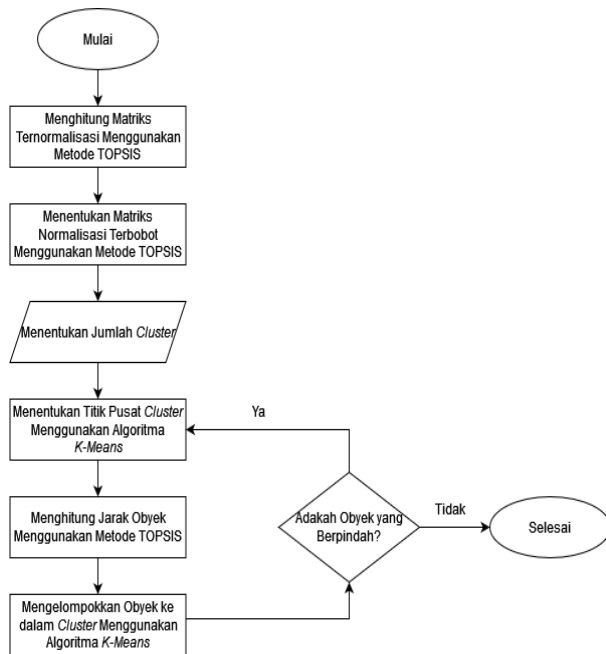 Mulai
Menghitung Matriks
Ternormalisasi Menggunakan
Metode TOPSIS
Menentukan Matriks
Normalisasi Terbobot
Menggunakan Metode TOPSIS
Menentukan Jumlah Cluster
Menentukan Titik Pusat Cluster
Menggunakan Algoritma
K-Means
Ya
Menghitung Jarak Obyek
Menggunakan Metode TOPSIS
Adakah Obyek yang
Berpindah?
Tidak
Selesai
Mengelompokkan Obyek ke
dalam Cluster Menggunakan
Algoritma K-Means